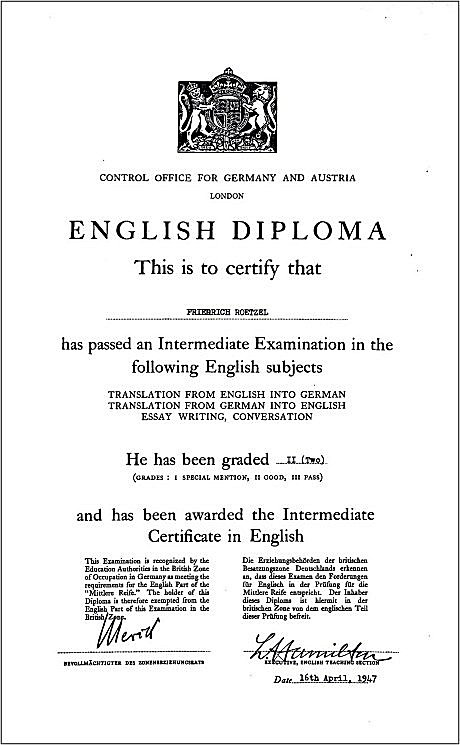 CONTROL OFFICE FOR GERMANY AND AUSTRIA
LONDON
ENGLISH DIPLOMA
This is to certify that
FRIEDRICH ROETZEL
has passed an Intermediate Examination in the
following English subjects
TRANSLATION FROM ENGLISH INTO GERMAN
TRANSLATION FROM GERMAN INTO ENGLISH
ESSAY WRITING, CONVERSATION
He has been graded II (Two)
(GRADES : I SPECIAL MENTION, II GOOD, III PASS)
and has been awarded the Intermediate
Certificate in English
This Examination is recognized by the
Education Authorities in the British Zone
of Occupation in Germany as meeting the
requirements for the English Part of the
"Mittlere Reife." The holder of this
Diploma is therefore exempted from the
English Part of this Examination in the
British Zone.
BEVOLLMÄCHTIGTER DES ZONENERZIEHUNGSRATS
Die Erziehungsbehörden der britischen
Besatzungszone Deutschlands erkennen
an, dass dieses Examen den Forderungen
für Englisch in der Prüfung für die
Mittlere Reife entspricht. Der Inhaber
dieses Diploma ist hiermit in der
britischen Zone von dem englischen Teil
dieser Prüfung befreit.
L Hamilton
EXECUTIVE, ENGLISH TEACHING SECTION
Date 16th April, 1947